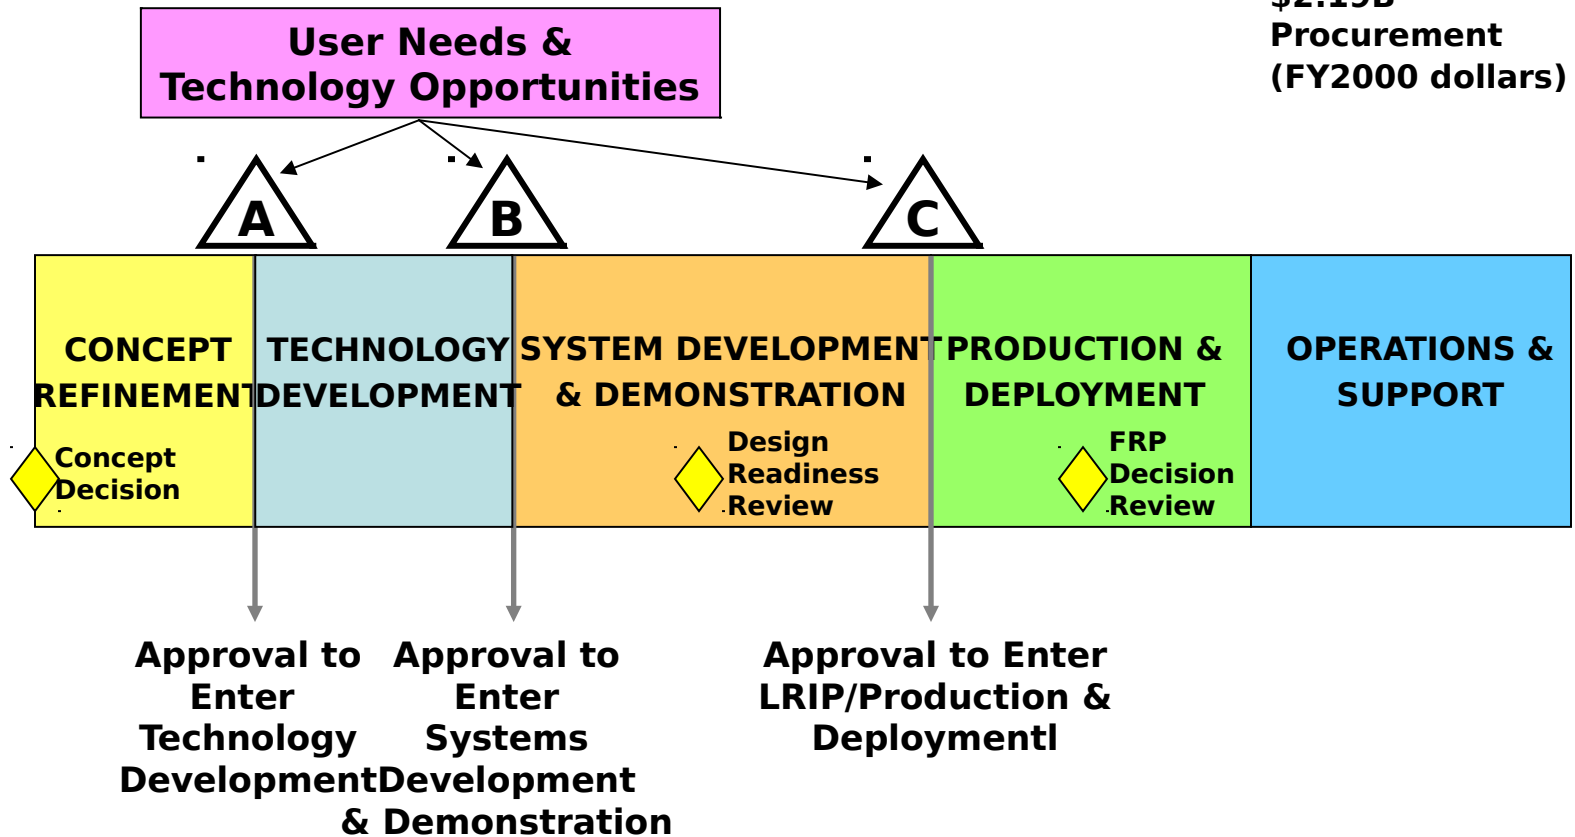 $2.19B
Procurement
(FY2000 dollars)
User Needs &
Technology Opportunities
A
B
C
CONCEPT
REFINEMENT
TECHNOLOGY
DEVELOPMENT
SYSTEM DEVELOPMENT
& DEMONSTRATION
PRODUCTION &
DEPLOYMENT
OPERATIONS &
SUPPORT
Concept
Decision
Design
Readiness
Review
FRP
Decision
Review
Approval to
Enter
Technology
Development
Approval to
Enter
Systems
Development
& Demonstration
Approval to Enter
LRIP/Production &
Deploymentl